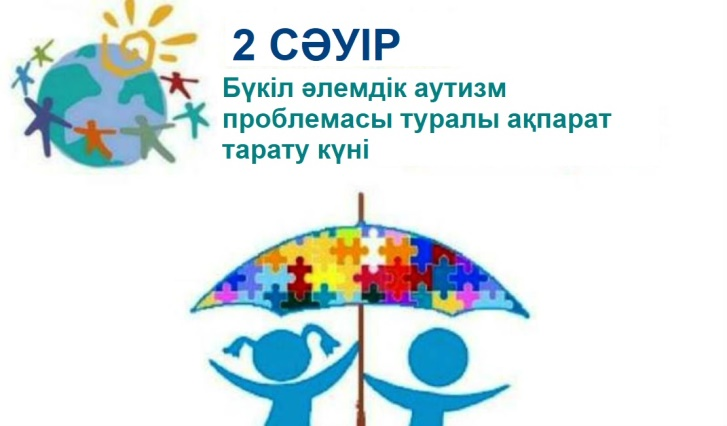 2 СӘУІР
Бүкіл әлемдік аутизм
проблемасы туралы ақпарат
тарату күні